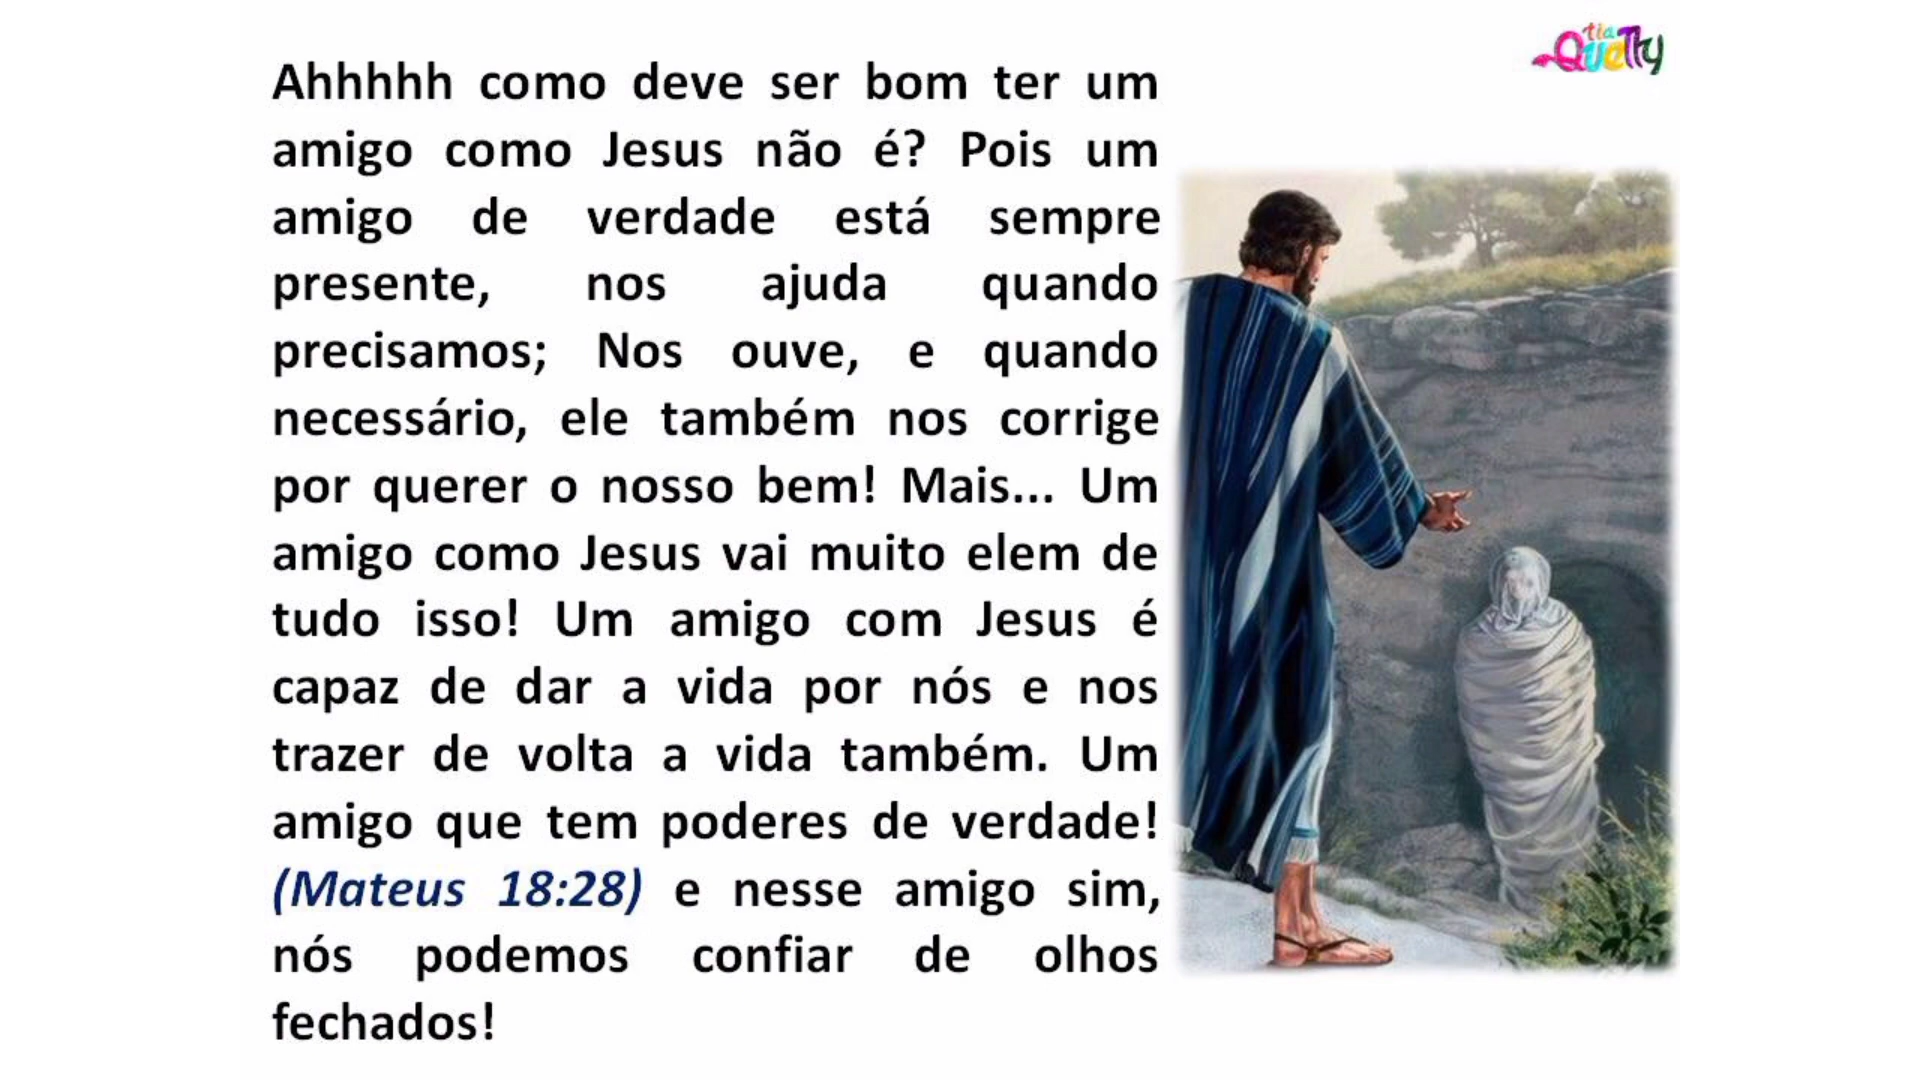 tia
Quetty
Ahhhhh como deve ser bom ter um
amigo como Jesus não é? Pois um
amigo de verdade está sempre
presente, nos ajuda quando
precisamos; Nos ouve, e quando
necessário, ele também nos corrige
por querer o nosso bem! Mais... Um
amigo como Jesus vai muito elem de
tudo isso! Um amigo com Jesus é
capaz de dar a vida por nós e nos
trazer de volta a vida também. Um
amigo que tem poderes de verdade!
(Mateus 18:28) e nesse amigo sim,
nós podemos confiar de olhos
fechados!